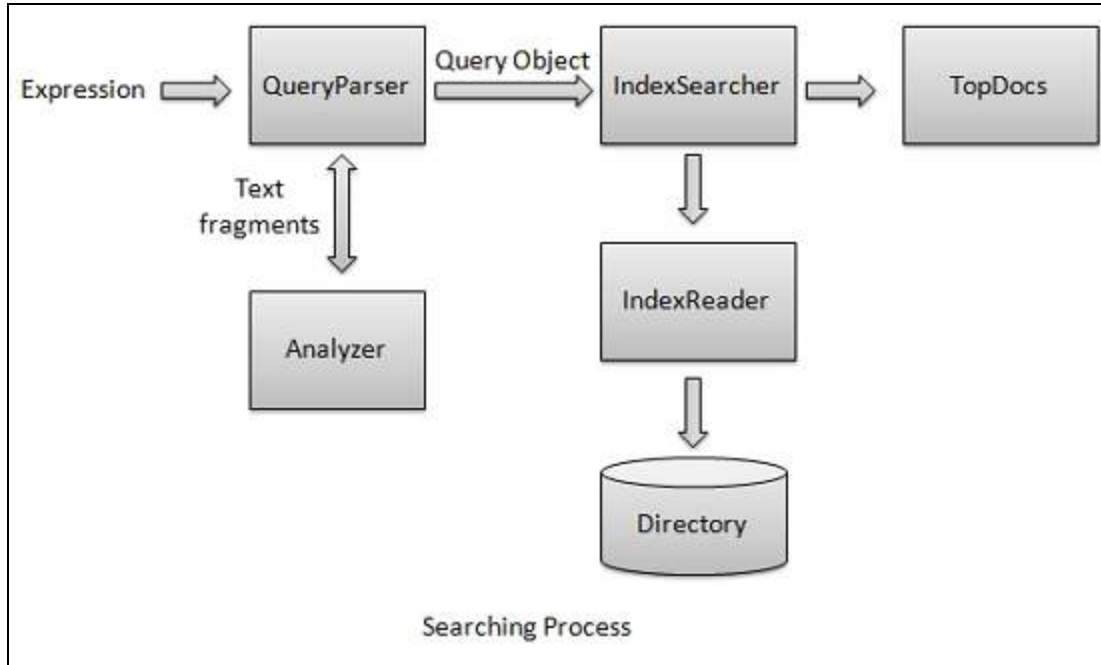 Expression
QueryParser
Query Object
IndexSearcher
TopDocs
Text
fragments
Analyzer
IndexReader
Directory
Searching Process